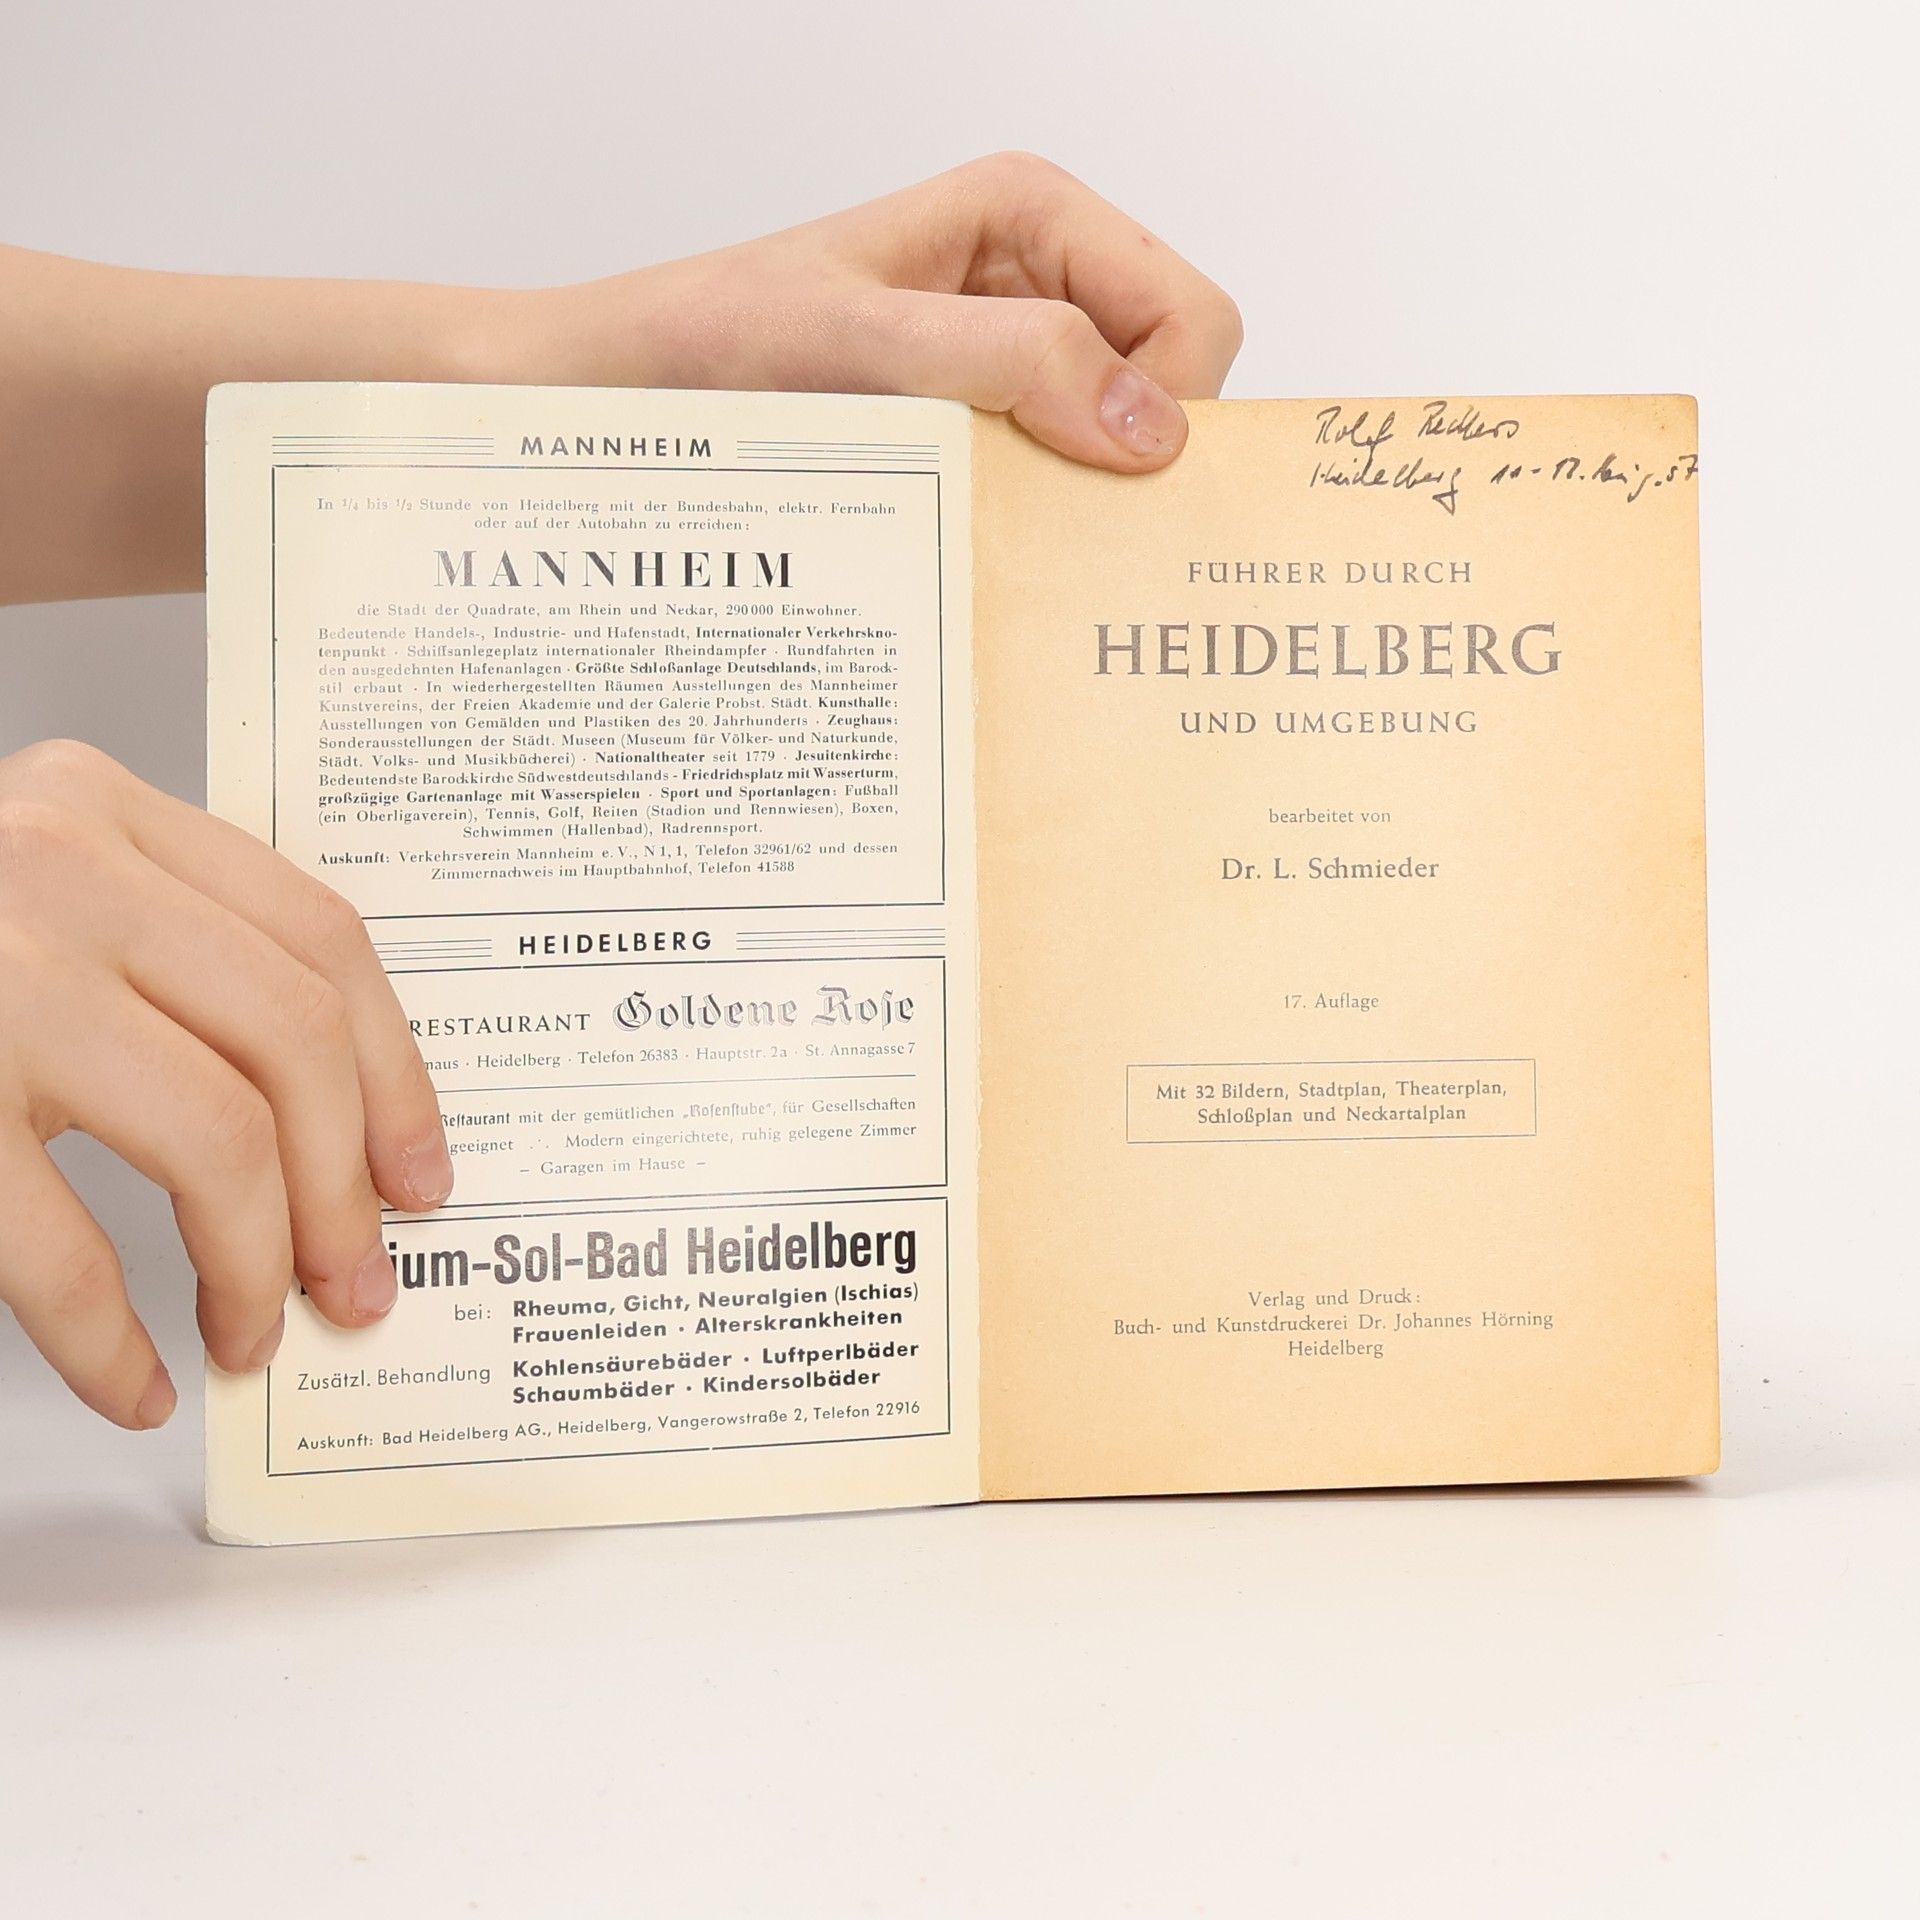 MANNHEIM
In 1/4 bis 1/2 Stunde von Heidelberg mit der Bundesbahn, elektr. Fernbahn
oder auf der Autobahn zu erreichen:
MANNHEIM
die Stadt der Quadrate, am Rhein und Neckar, 290000 Einwohner.
Bedeutende Handels-, Industrie- und Hafenstadt, Internationaler Verkehrskno-
tenpunkt · Schiffsanlegeplatz internationaler Rheindampfer · Rundfahrten in
den ausgedehnten Hafenanlagen · Größte Schloßanlage Deutschlands, im Barock-
stil erbaut · In wiederhergestellten Räumen Ausstellungen des Mannheimer
Kunstvereins, der Freien Akademie und der Galerie Probst. Städt. Kunsthalle:
Ausstellungen von Gemälden und Plastiken des 20. Jahrhunderts · Zeughaus:
Sonderausstellungen der Städt. Museen (Museum für Völker- und Naturkunde,
Städt. Volks- und Musikbücherei) · Nationaltheater seit 1779 · Jesuitenkirche:
Bedeutendste Barockkirche Südwestdeutschlands - Friedrichsplatz mit Wasserturm,
großzügige Gartenanlage mit Wasserspielen · Sport und Sportanlagen: Fußball
(ein Oberligaverein), Tennis, Golf, Reiten (Stadion und Rennwiesen), Boxen,
Schwimmen (Hallenbad), Radrennsport.
Auskunft: Verkehrsverein Mannheim e. V., N 1, 1, Telefon 32961/62 und dessen
Zimmernachweis im Hauptbahnhof, Telefon 41588
HEIDELBERG
RESTAURANT Goldene Rose
· Heidelberg · Telefon 26383 · Hauptstr. 2a · St. Annagasse 7
Restaurant mit der gemütlichen „Rosenstube“, für Gesellschaften
geeignet .·. Modern eingerichtete, ruhig gelegene Zimmer
– Garagen im Hause –
ium-Sol-Bad Heidelberg
bei: Rheuma, Gicht, Neuralgien (Ischias)
Frauenleiden · Alterskrankheiten
Zusätzl. Behandlung Kohlensäurebäder · Luftperlbäder
Schaumbäder · Kindersolbäder
Auskunft: Bad Heidelberg AG., Heidelberg, Vangerowstraße 2, Telefon 22916
Rolf
Heidelberg
FÜHRER DURCH
HEIDELBERG
UND UMGEBUNG
bearbeitet von
Dr. L. Schmieder
17. Auflage
Mit 32 Bildern, Stadtplan, Theaterplan,
Schloßplan und Neckartalplan
Verlag und Druck:
Buch- und Kunstdruckerei Dr. Johannes Hörning
Heidelberg